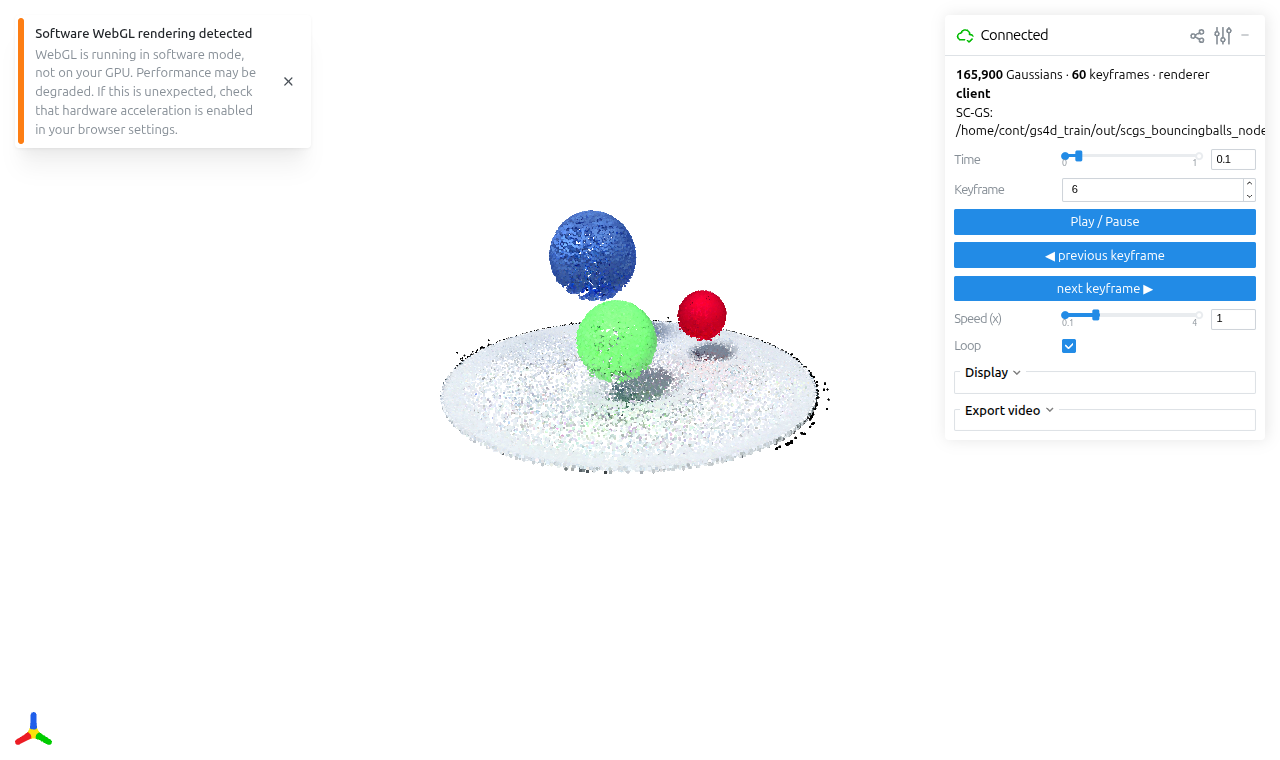 Software WebGL rendering detected
WebGL is running in software mode,
not on your GPU. Performance may be
degraded. If this is unexpected, check
that hardware acceleration is enabled
in your browser settings.
Connected
165,900 Gaussians · 60 keyframes · renderer
client
SC-GS:
/home/cont/gs4d_train/out/scgs_bouncingballs_node
Time
0
1
0.1
Keyframe
6
Play / Pause
◀ previous keyframe
next keyframe ▶
Speed (x)
0.1
4
1
Loop
Display
Export video